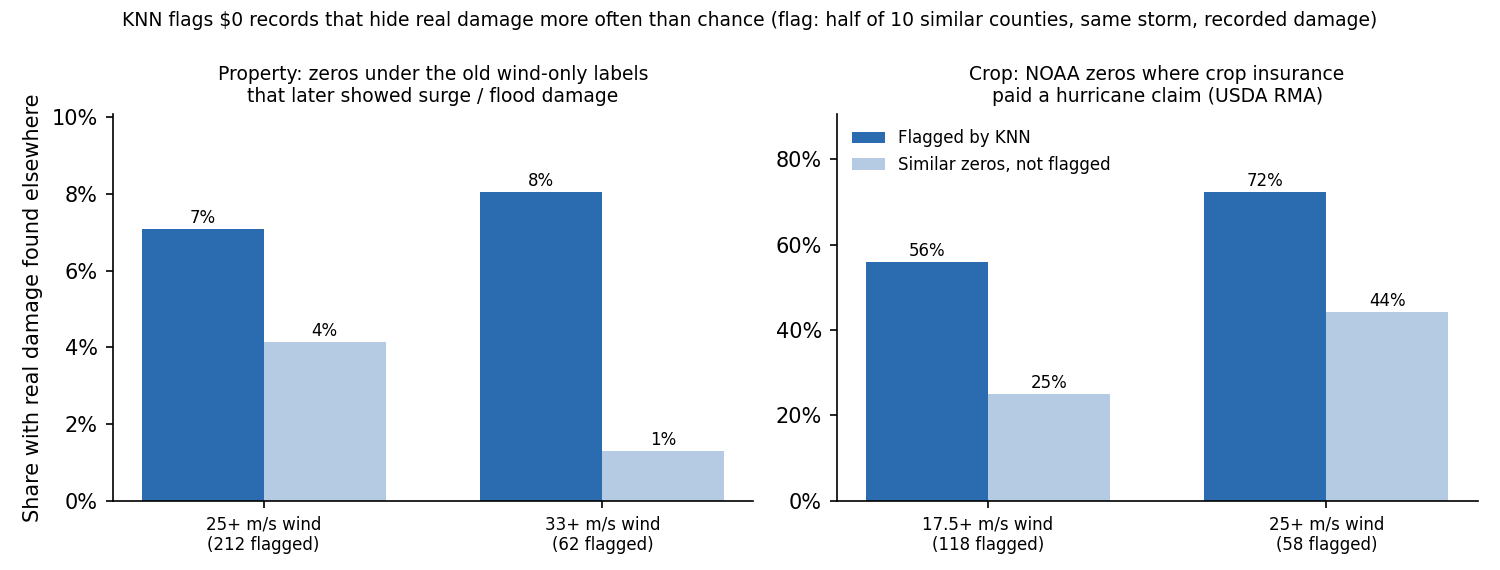 KNN flags $0 records that hide real damage more often than chance (flag: half of 10 similar counties, same storm, recorded damage)
Property: zeros under the old wind-only labels
that later showed surge / flood damage
Share with real damage found elsewhere
10%
8%
6%
4%
2%
0%
7%
4%
8%
1%
25+ m/s wind
(212 flagged)
33+ m/s wind
(62 flagged)
Crop: NOAA zeros where crop insurance
paid a hurricane claim (USDA RMA)
Flagged by KNN
Similar zeros, not flagged
80%
60%
40%
20%
0%
56%
25%
72%
44%
17.5+ m/s wind
(118 flagged)
25+ m/s wind
(58 flagged)